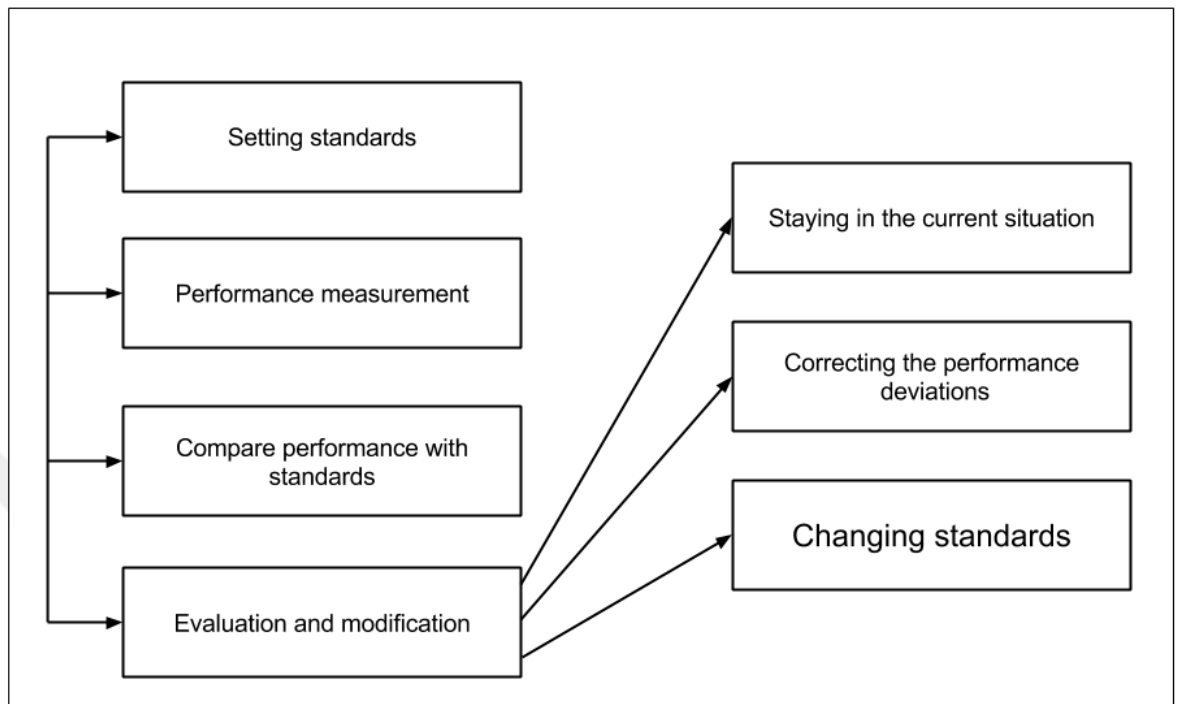 Setting standards
Performance measurement
Compare performance with
standards
Evaluation and modification
Staying in the current situation
Correcting the performance
deviations
Changing standards